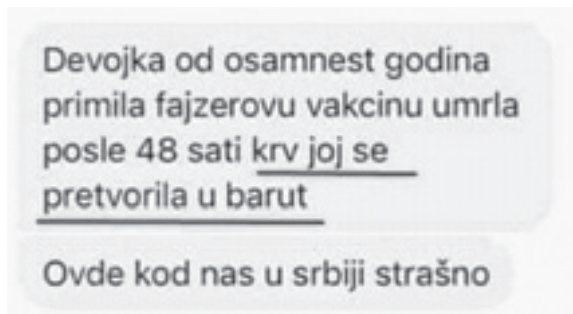 Devojka od osamnest godina
primila fajzerovu vakcinu umrla
posle 48 sati krv joj se
pretvorila u barut
Ovde kod nas u srbiji strašno